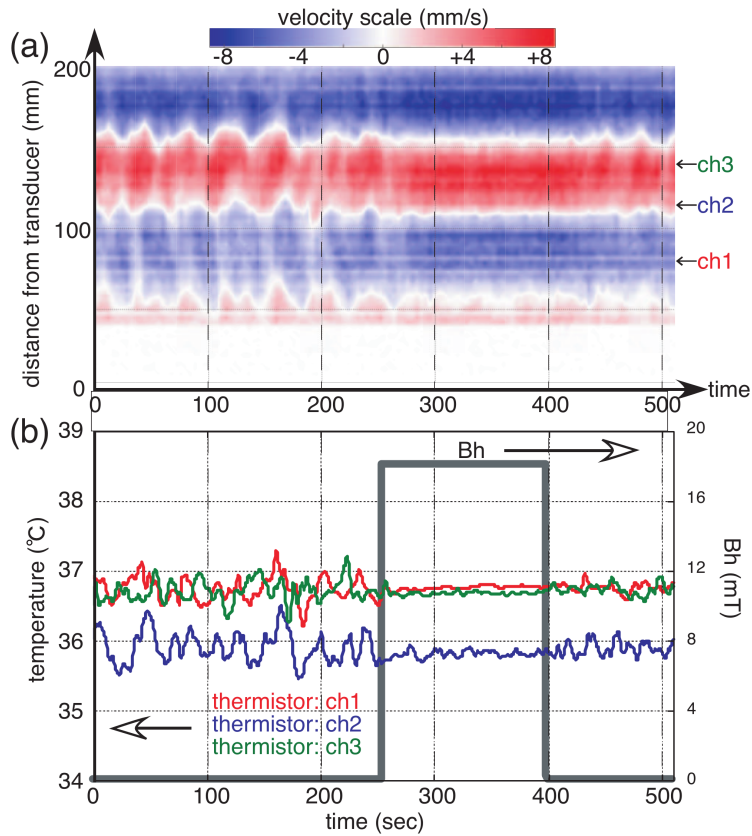 velocity scale (mm/s)
(a)
-8 -4 0 +4 +8
distance from transducer (mm)
200
100
0
ch3
ch2
ch1
0 100 200 300 400 500
time
(b)
temperature (℃)
39
38
37
36
35
34
Bh
20
16
12
8
4
0
Bh (mT)
thermistor: ch1
thermistor: ch2
thermistor: ch3
0 100 200 300 400 500
time (sec)